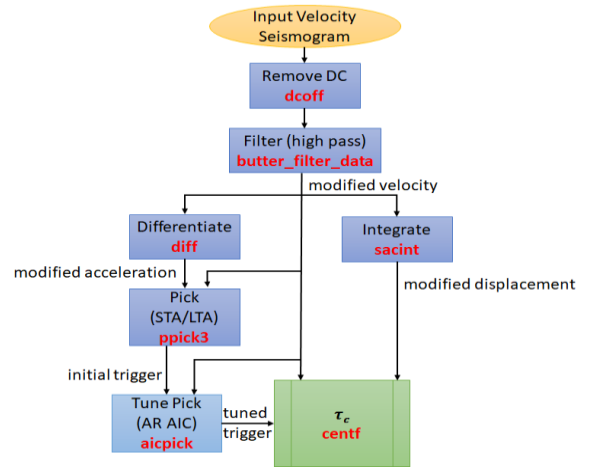 Input Velocity
Seismogram
Remove DC
dcoff
Filter (high pass)
butter_filter_data
modified velocity
Differentiate
diff
Integrate
sacint
modified acceleration
modified displacement
Pick
(STA/LTA)
ppick3
initial trigger
Tune Pick
(AR AIC)
aicpick
tuned
trigger
τc
centf